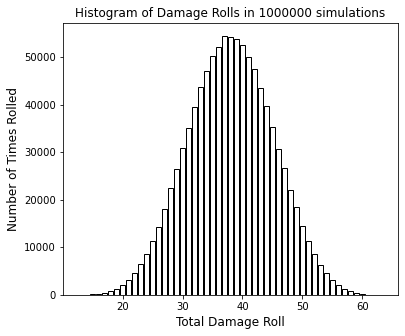 Histogram of Damage Rolls in 1000000 simulations
Number of Times Rolled
50000
40000
30000
20000
10000
0
20 30 40 50 60
Total Damage Roll